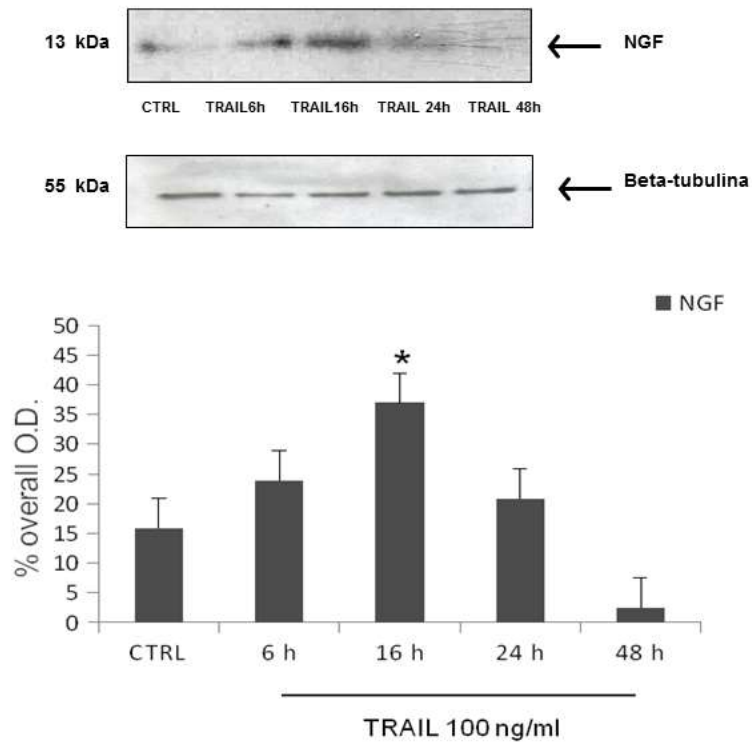 13 kDa
NGF
CTRL TRAIL6h TRAIL16h TRAIL 24h TRAIL 48h
55 kDa
Beta-tubulina
NGF
50
45
40
35
30
25
20
15
10
5
0
% overall O.D.
*
CTRL 6 h 16 h 24 h 48 h
TRAIL 100 ng/ml